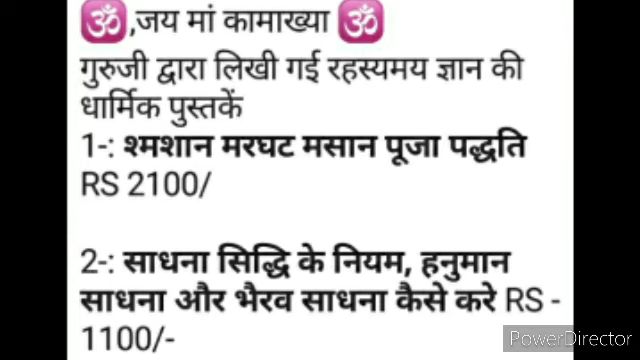 🕉️,जय मां कामाख्या 🕉️
गुरुजी द्वारा लिखी गई रहस्यमय ज्ञान की
धार्मिक पुस्तकें
1-: श्मशान मरघट मसान पूजा पद्धति
RS 2100/
2-: साधना सिद्धि के नियम, हनुमान
साधना और भैरव साधना कैसे करे RS -
1100/-
PowerDirector